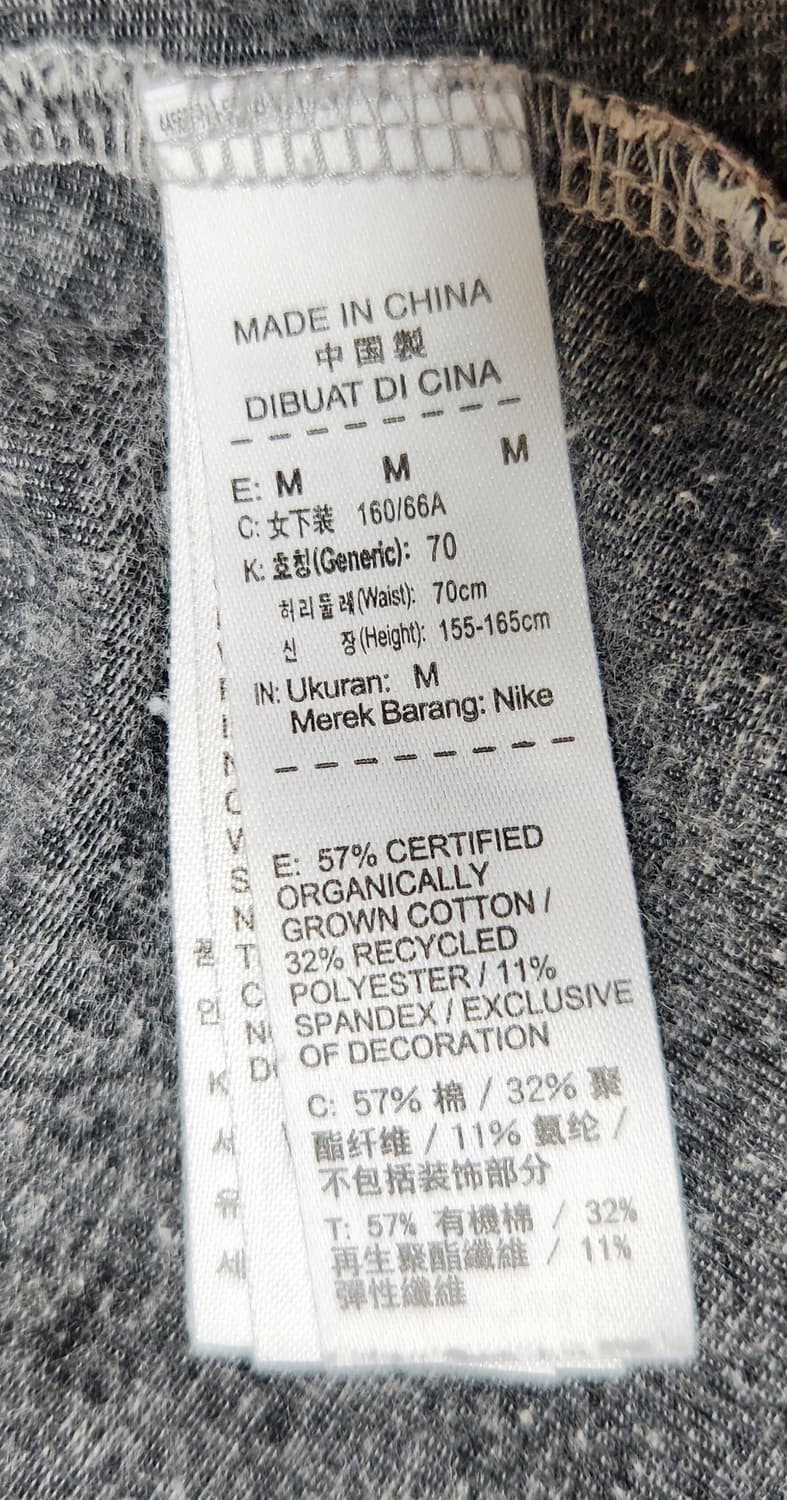 MADE IN CHINA
中国製
DIBUAT DI CINA
E: M M M
C: 女下装 160/66A
K: 호칭(Generic): 70
허리둘레(Waist): 70cm
신 장(Height): 155-165cm
IN: Ukuran: M
Merek Barang: Nike
E: 57% CERTIFIED
ORGANICALLY
GROWN COTTON /
32% RECYCLED
POLYESTER / 11%
SPANDEX / EXCLUSIVE
OF DECORATION
C: 57% 棉 / 32% 聚
酯纤维 / 11% 氨纶 /
不包括装饰部分
T: 57% 有機棉 / 32%
再生聚酯纖維 / 11%
彈性纖維